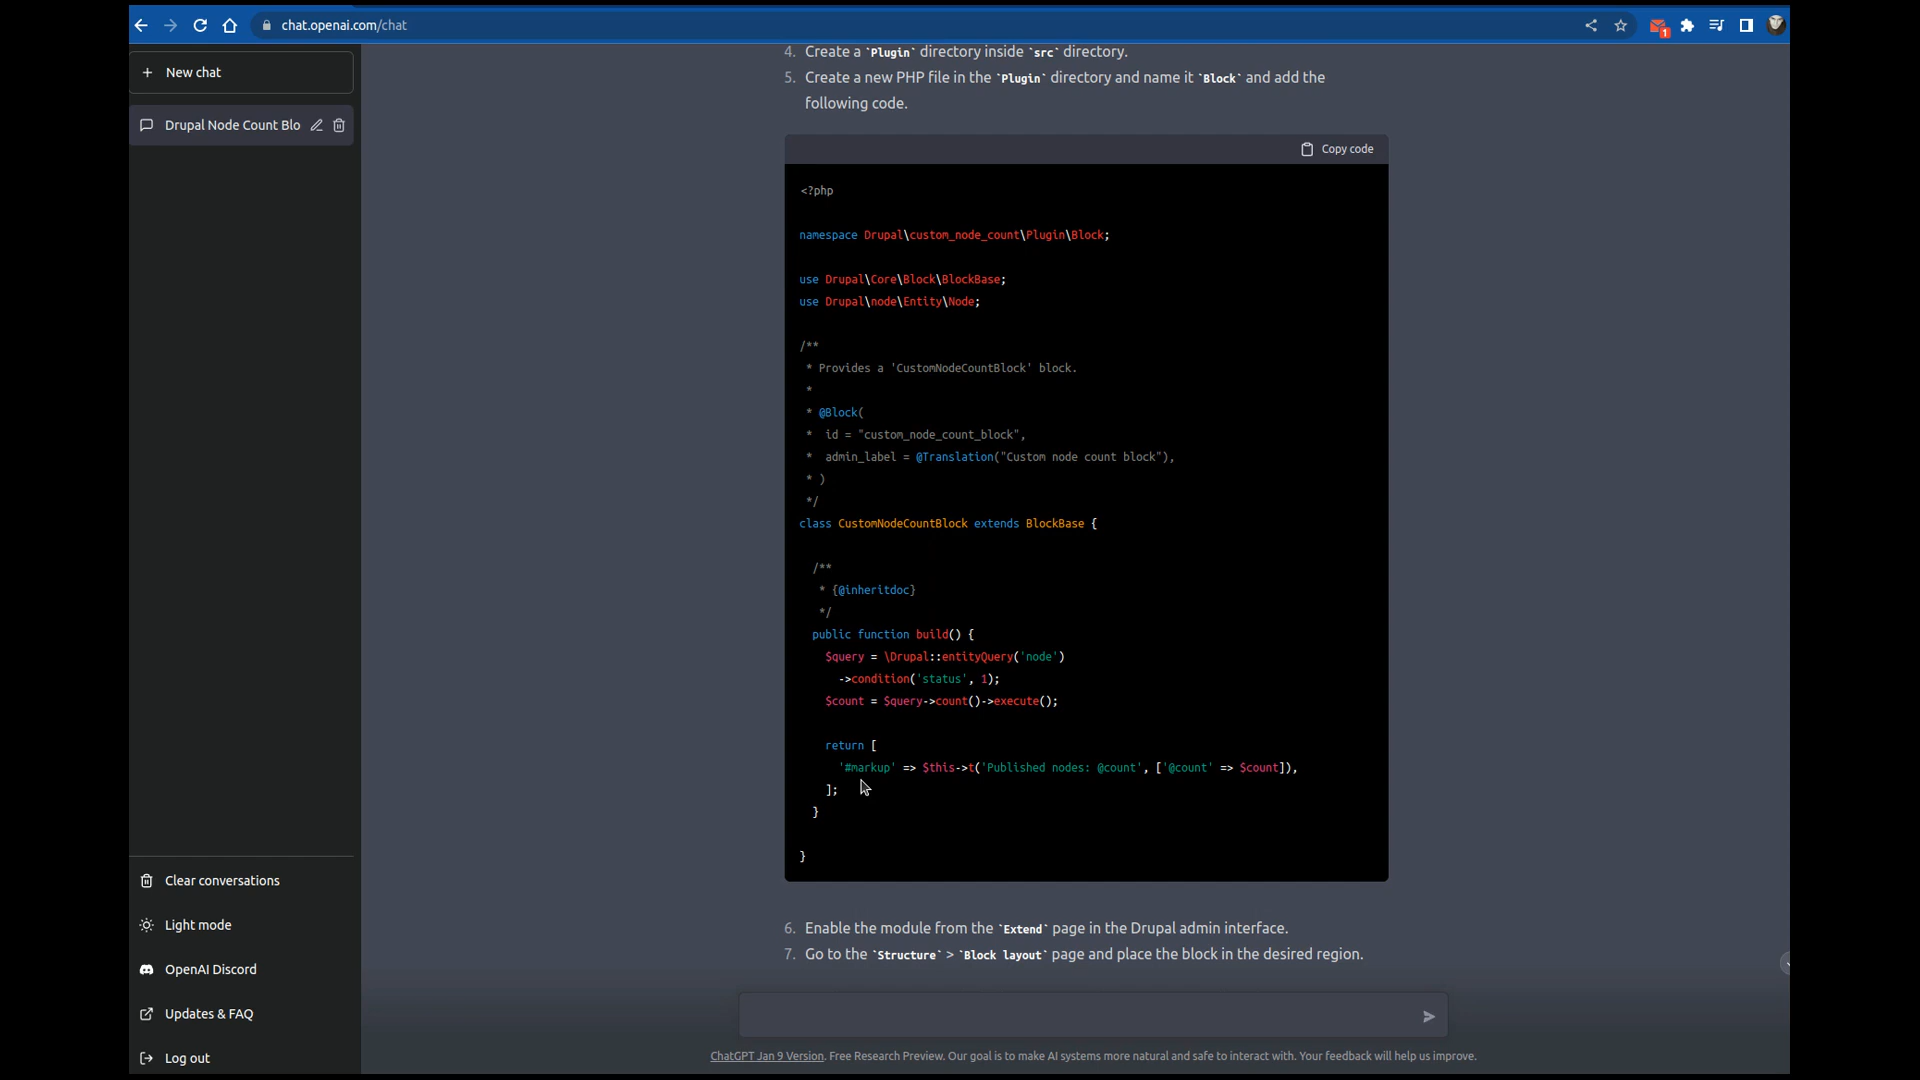 chat.openai.com/chat
1
New chat
Drupal Node Count Blo
4. Create a `Plugin` directory inside `src` directory.
5. Create a new PHP file in the `Plugin` directory and name it `Block` and add the
following code.
Copy code
<?php
namespace Drupal\custom_node_count\Plugin\Block;
use Drupal\Core\Block\BlockBase;
use Drupal\node\Entity\Node;
/**
* Provides a 'CustomNodeCountBlock' block.
*
* @Block(
*  id = "custom_node_count_block",
*  admin_label = @Translation("Custom node count block"),
* )
*/
class CustomNodeCountBlock extends BlockBase {
/**
* {@inheritdoc}
*/
public function build() {
$query = \Drupal::entityQuery('node')
->condition('status', 1);
$count = $query->count()->execute();
return [
'#markup' => $this->t('Published nodes: @count', ['@count' => $count]),
];
}
}
6. Enable the module from the `Extend` page in the Drupal admin interface.
7. Go to the `Structure` > `Block layout` page and place the block in the desired region.
Clear conversations
Light mode
OpenAI Discord
Updates & FAQ
Log out
ChatGPT Jan 9 Version. Free Research Preview. Our goal is to make AI systems more natural and safe to interact with. Your feedback will help us improve.